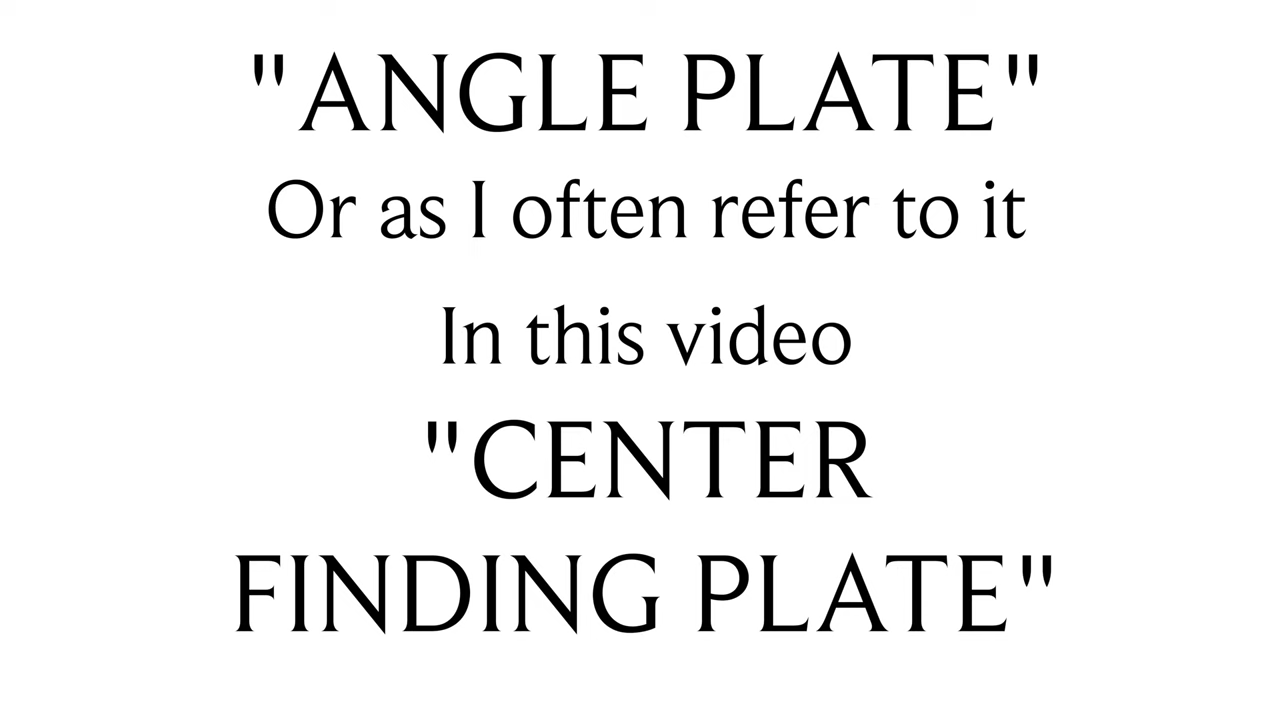 "ANGLE PLATE"
Or as I often refer to it
In this video
"CENTER
FINDING PLATE"